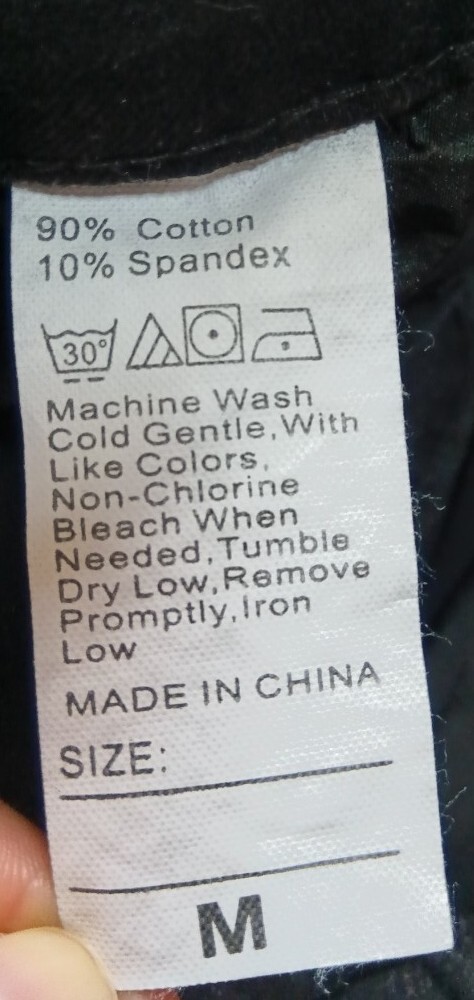 90% Cotton
10% Spandex
30°
Machine Wash
Cold Gentle,With
Like Colors,
Non-Chlorine
Bleach When
Needed,Tumble
Dry Low,Remove
Promptly,Iron
Low
MADE IN CHINA
SIZE:
M